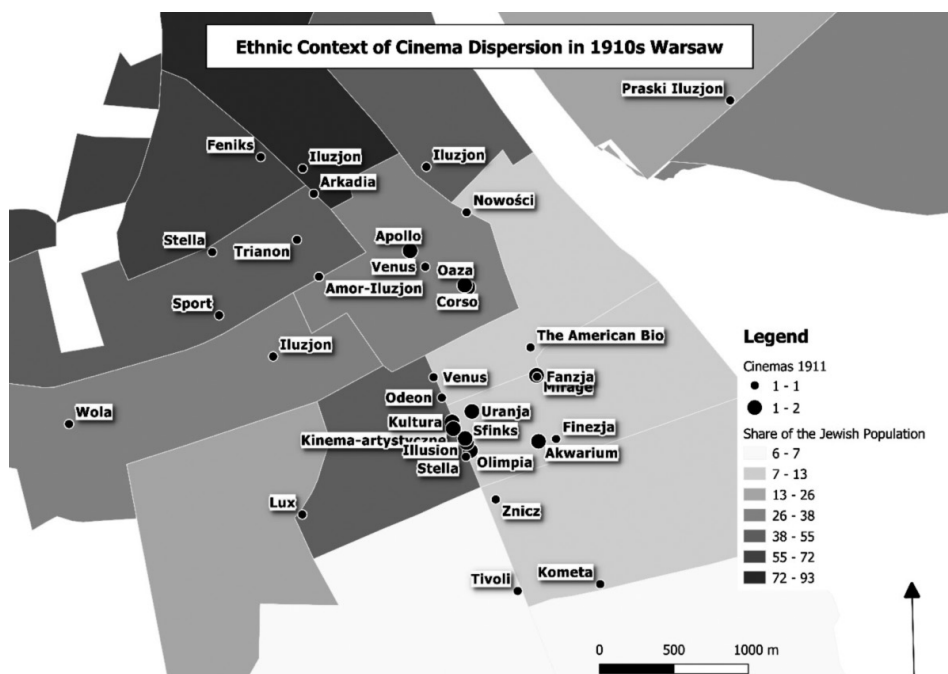 Ethnic Context of Cinema Dispersion in 1910s Warsaw
Praski Iluzjon
Feniks
Iluzjon
Iluzjon
Arkadia
Nowości
Stella
Trianon
Apollo
Venus
Oaza
Amor-Iluzjon
Corso
Sport
Iluzjon
The American Bio
Venus
Fanzja
Mirage
Odeon
Wola
Kultura
Uranja
Sfinks
Finezja
Kinema-artystyczne
Illusion
Akwarium
Stella
Olimpia
Lux
Znicz
Tivoli
Kometa
Legend
Cinemas 1911
1 - 1
1 - 2
Share of the Jewish Population
6 - 7
7 - 13
13 - 26
26 - 38
38 - 55
55 - 72
72 - 93
0 500 1000 m